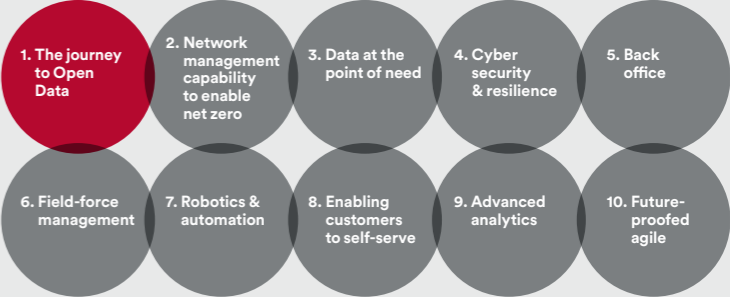 1. The journey
to Open
Data
2. Network
management
capability
to enable
net zero
3. Data at the
point of need
4. Cyber
security
& resilience
5. Back
office
6. Field-force
management
7. Robotics &
automation
8. Enabling
customers
to self-serve
9. Advanced
analytics
10. Future-
proofed
agile